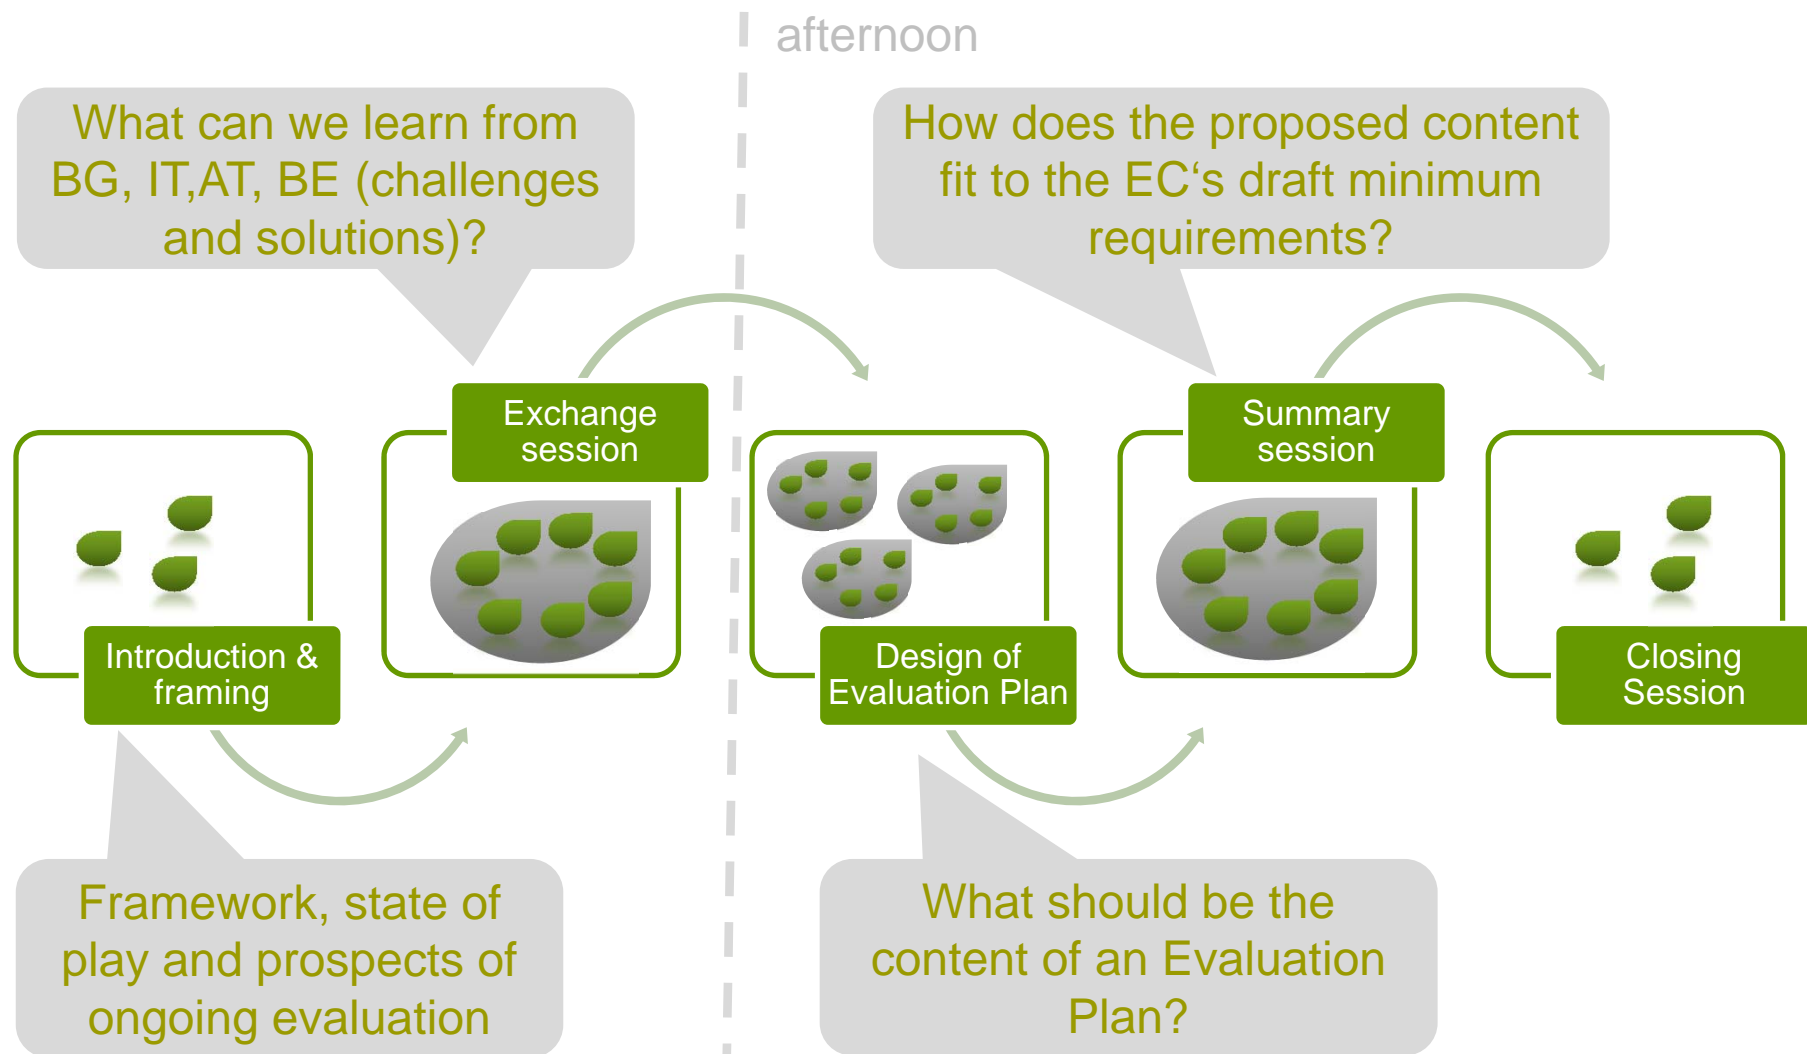 afternoon
What can we learn from
BG, IT,AT, BE (challenges
and solutions)?
How does the proposed content
fit to the EC‘s draft minimum
requirements?
Exchange
session
Summary
session
Introduction &
framing
Design of
Evaluation Plan
Closing
Session
Framework, state of
play and prospects of
ongoing evaluation
What should be the
content of an Evaluation
Plan?